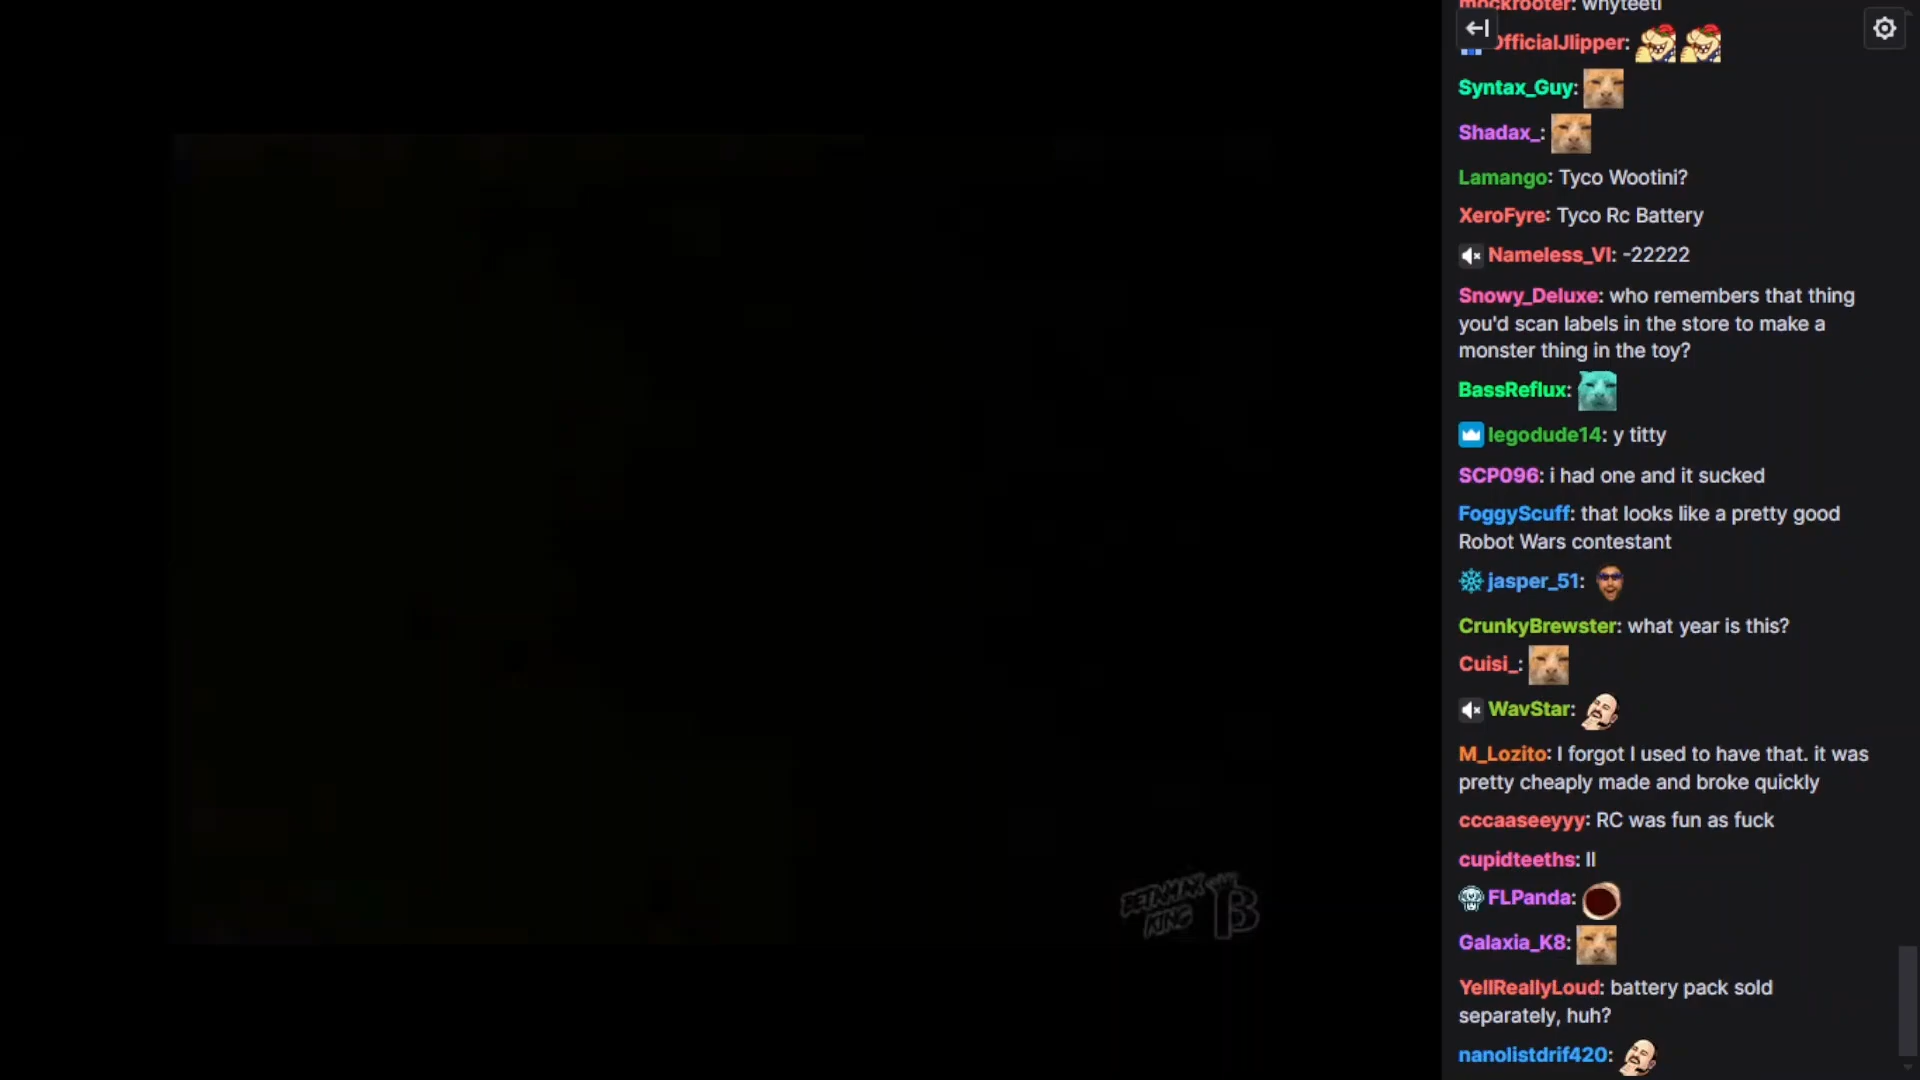 mockrooter: whyteeti
OfficialJlipper:
Syntax_Guy:
Shadax_:
Lamango: Tyco Wootini?
XeroFyre: Tyco Rc Battery
Nameless_VI: -22222
Snowy_Deluxe: who remembers that thing
you'd scan labels in the store to make a
monster thing in the toy?
BassReflux:
legodude14: y titty
SCP096: i had one and it sucked
FoggyScuff: that looks like a pretty good
Robot Wars contestant
jasper_51:
CrunkyBrewster: what year is this?
Cuisi_:
WavStar:
M_Lozito: I forgot I used to have that. it was
pretty cheaply made and broke quickly
cccaaseeyyy: RC was fun as fuck
cupidteeths: ll
FLPanda:
Galaxia_K8:
YellReallyLoud: battery pack sold
separately, huh?
nanolistdrif420:
BETAMAX
KING
B